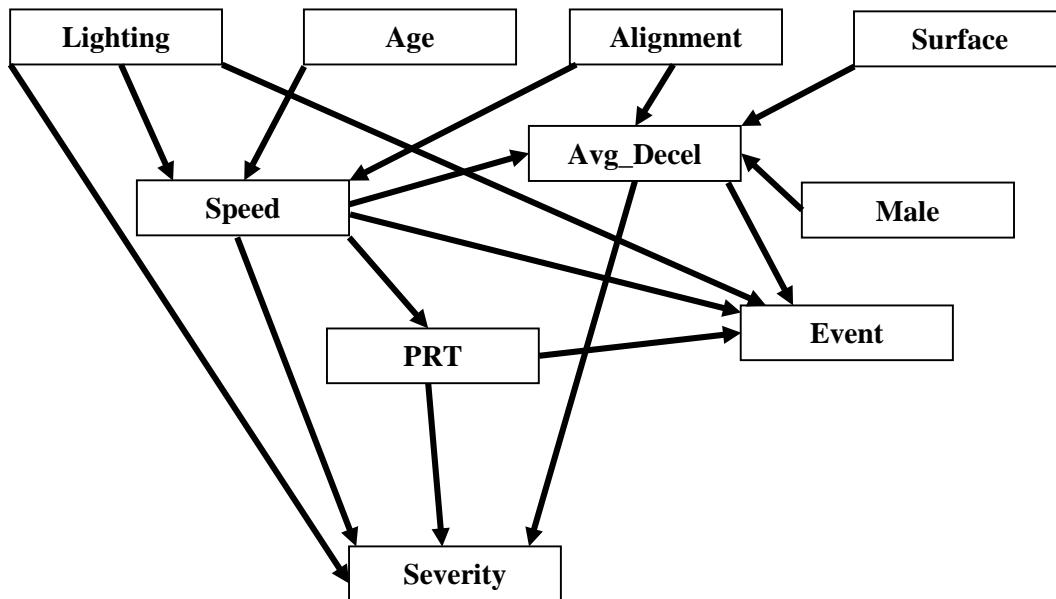 Lighting
Age
Alignment
Surface
Avg_Decel
Speed
Male
Event
PRT
Severity